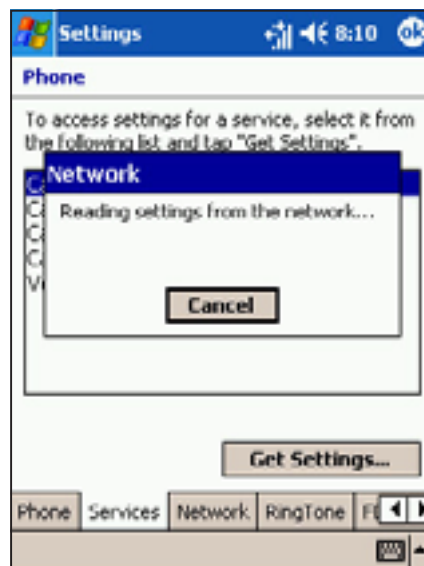 Settings 8:10 ok
Phone
To access settings for a service, select it from
the following list and tap "Get Settings".
Network
Reading settings from the network...
Cancel
Get Settings...
Phone Services Network RingTone